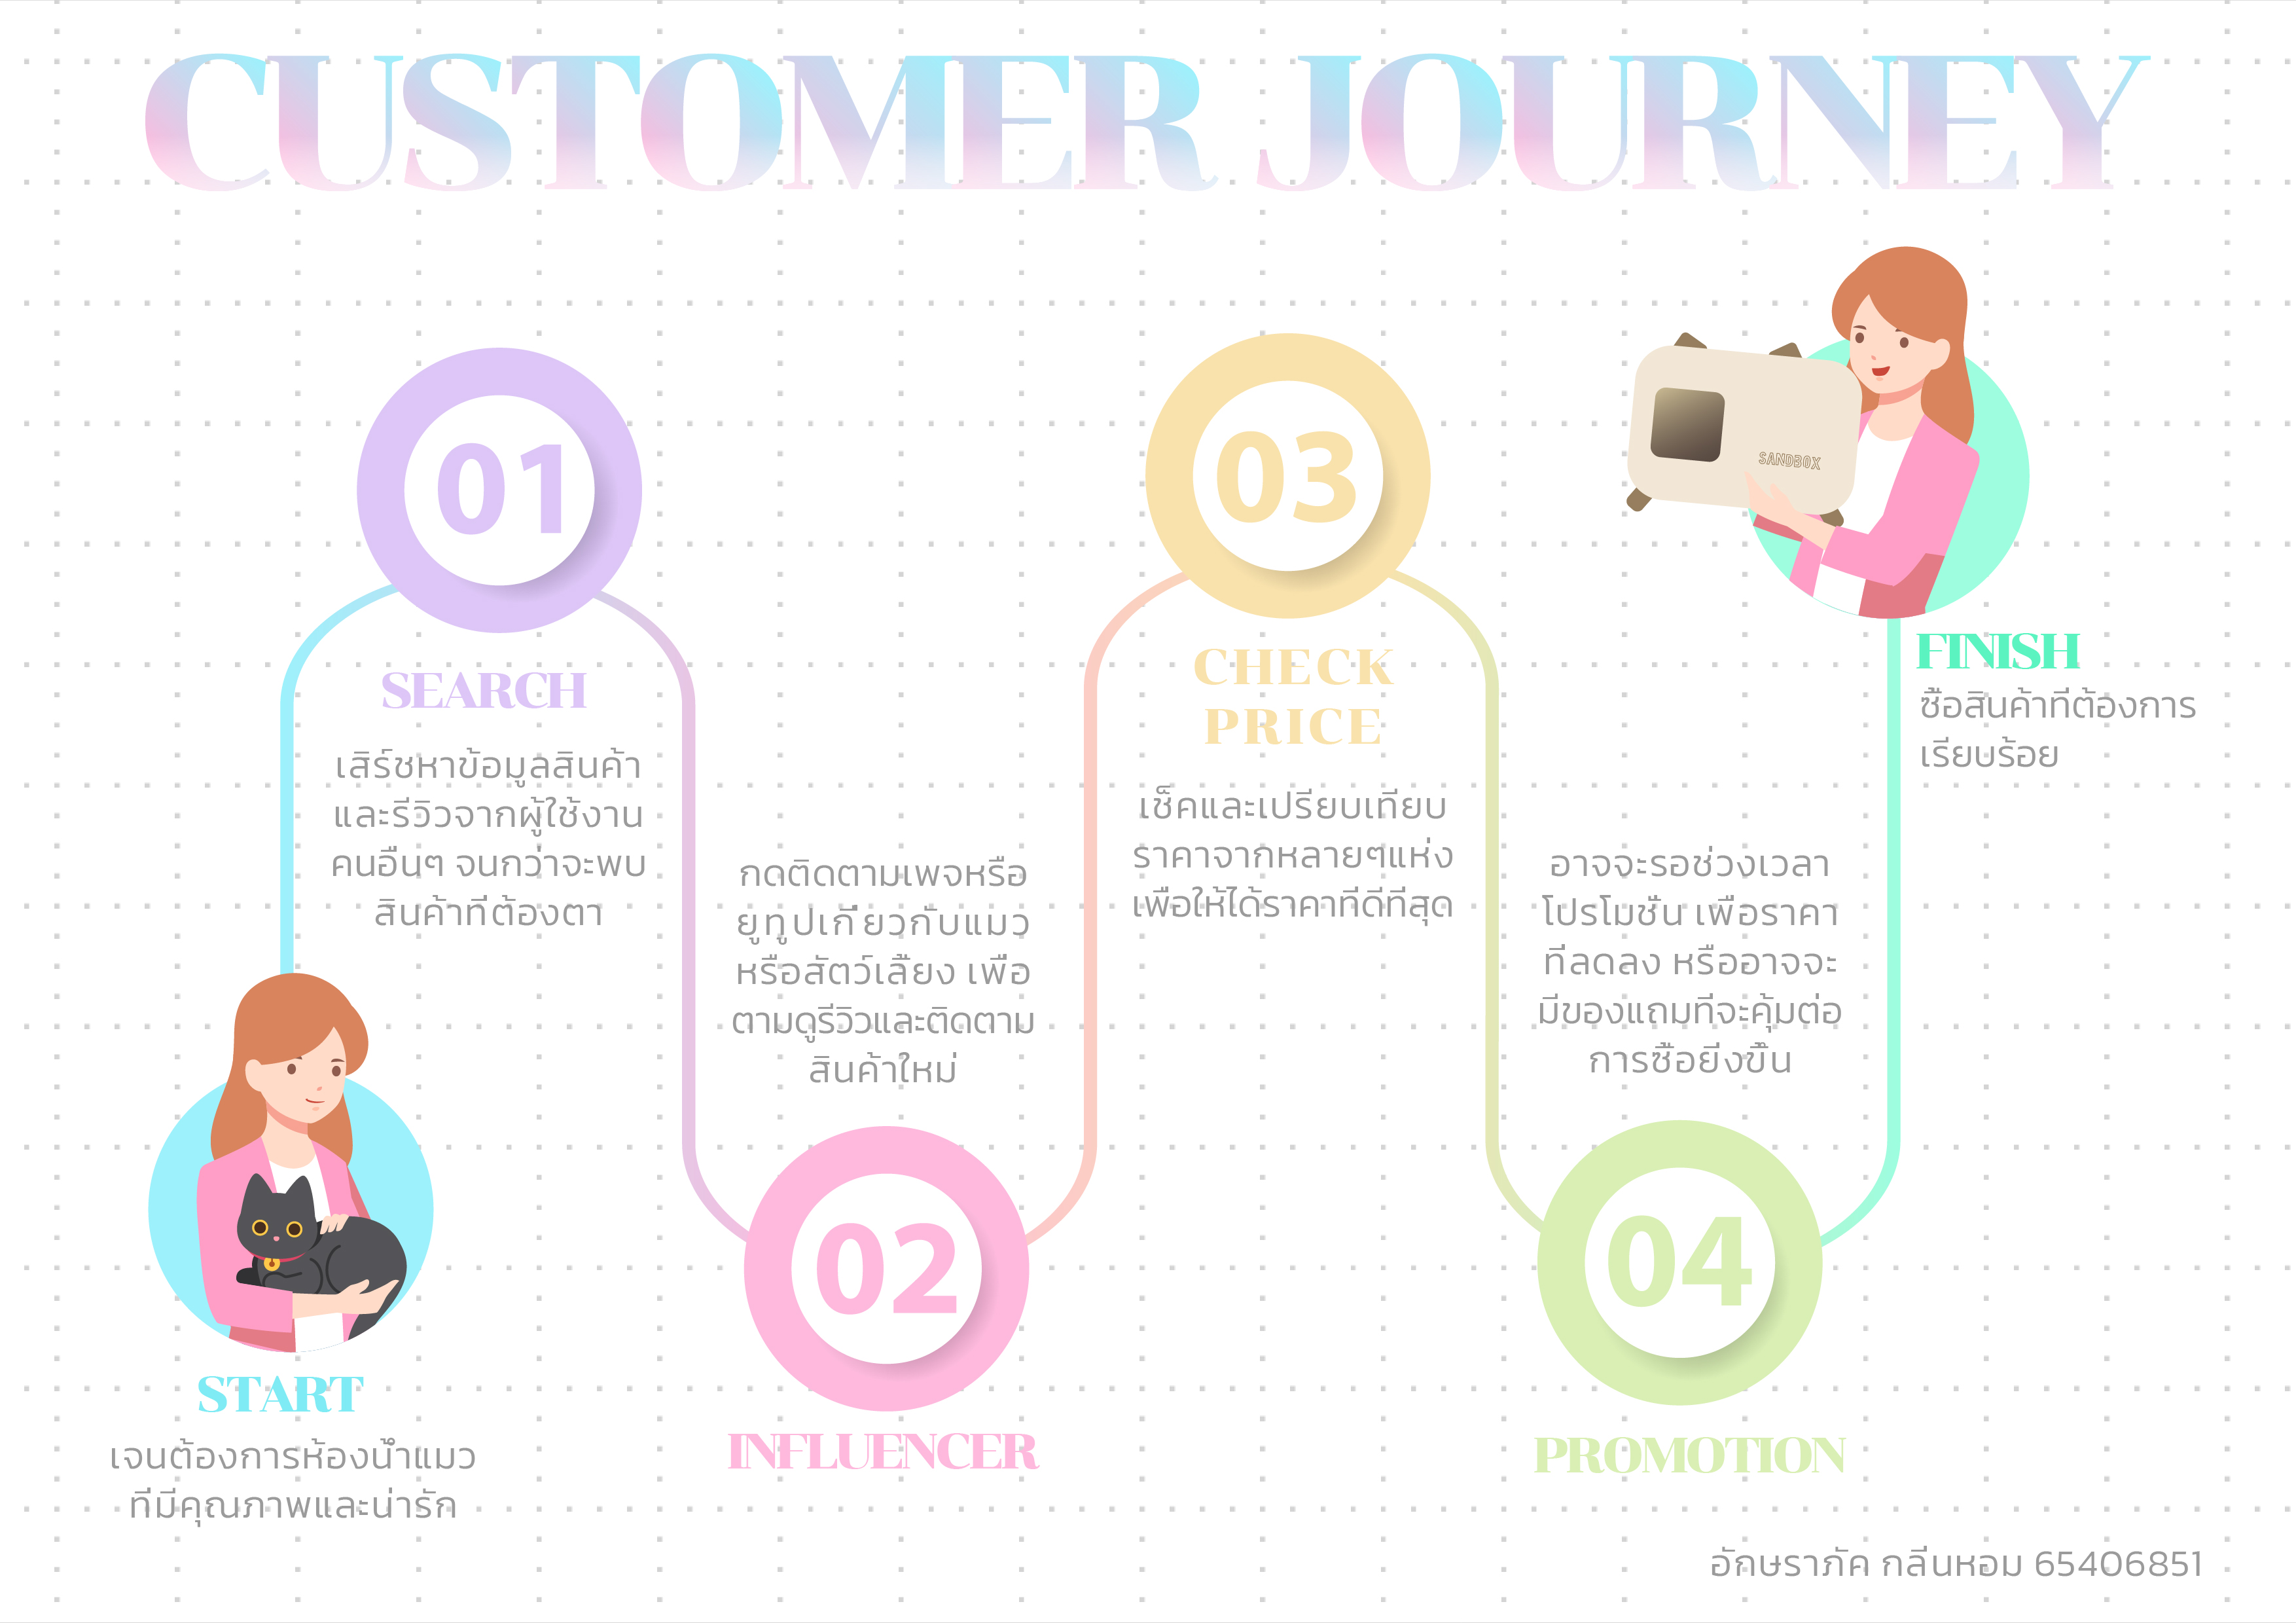 CUSTOMER JOURNEY
01
SEARCH
เสิร์ชหาข้อมูลสินค้า
และรีวิวจากผู้ใช้งาน
คนอื่นๆ จนกว่าจะพบ
สินค้าที่ต้องตา
กดติดตามเพจหรือ
ยูทูปเกี่ยวกับแมว
หรือสัตว์เลี้ยง เพื่อ
ตามดูรีวิวและติดตาม
สินค้าใหม่
02
INFLUENCER
03
CHECK
PRICE
เช็คและเปรียบเทียบ
ราคาจากหลายๆแห่ง
เพื่อให้ได้ราคาที่ดีที่สุด
อาจจะรอช่วงเวลา
โปรโมชั่น เพื่อราคา
ที่ลดลง หรืออาจจะ
มีของแถมที่จะคุ้มต่อ
การซื้อยิ่งขึ้น
04
PROMOTION
SANDBOX
FINISH
ซื้อสินค้าที่ต้องการ
เรียบร้อย
START
เจนต้องการห้องน้ำแมว
ที่มีคุณภาพและน่ารัก
อักษราภัค กลิ่นหอม 65406851